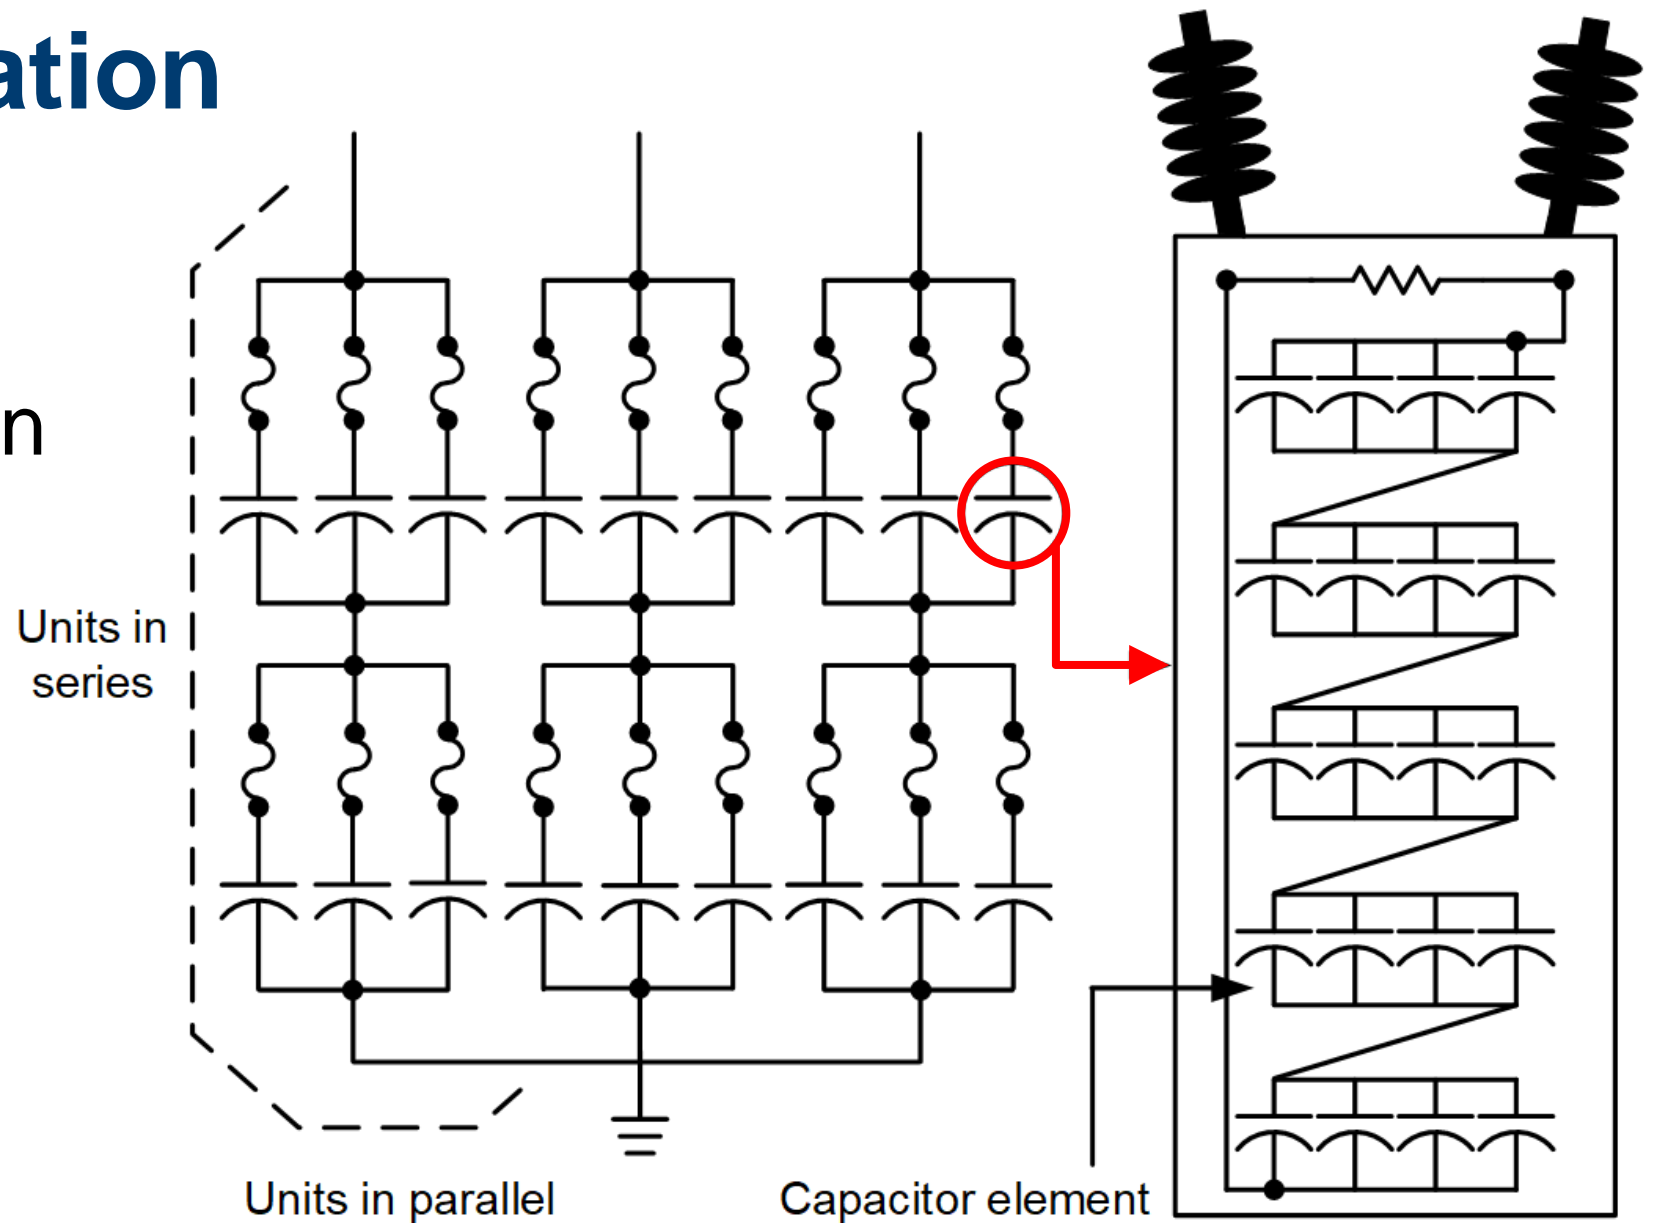 ation
n
Units in
series
Units in parallel
Capacitor element